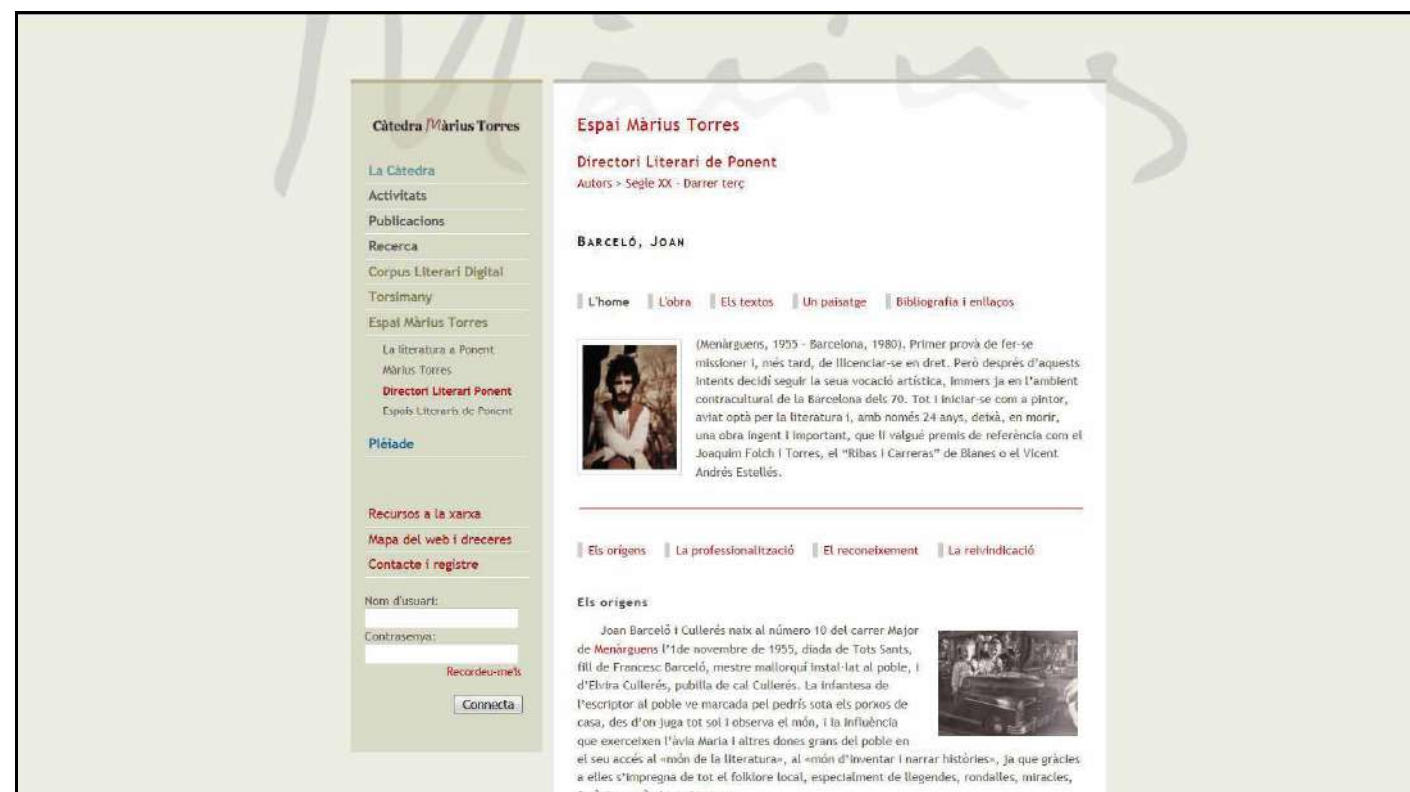 Màrius
Càtedra Màrius Torres
La Càtedra
Activitats
Publicacions
Recerca
Corpus Literari Digital
Torsimany
Espai Màrius Torres
La literatura a Ponent
Màrius Torres
Directori Literari Ponent
Espais Literaris de Ponent
Plèiade
Recursos a la xarxa
Mapa del web i dreceres
Contacte i registre
Nom d'usuari:
Contrasenya:
Recordeu-me'ls
Connecta
Espai Màrius Torres
Directori Literari de Ponent
Autors > Segle XX - Darrer terç
Barceló, Joan
L'home L'obra Els textos Un paisatge Bibliografia i enllaços
(Menàrguens, 1955 - Barcelona, 1980). Primer provà de fer-se
missioner i, més tard, de llicenciar-se en dret. Però després d'aquests
intents decidí seguir la seua vocació artística, immers ja en l'ambient
contracultural de la Barcelona dels 70. Tot i iniciar-se com a pintor,
aviat optà per la literatura i, amb només 24 anys, deixà, en morir,
una obra ingent i important, que li valgué premis de referència com el
Joaquim Folch i Torres, el “Ribas i Carreras” de Blanes o el Vicent
Andrés Estellés.
Els orígens La professionalització El reconeixement La reivindicació
Els orígens
Joan Barceló i Cullerés naix al número 10 del carrer Major
de Menàrguens l'1de novembre de 1955, diada de Tots Sants,
fill de Francesc Barceló, mestre mallorquí instal·lat al poble, i
d'Elvira Cullerés, pubilla de cal Cullerés. La infantesa de
l'escriptor al poble ve marcada pel pedrís sota els porxos de
casa, des d'on juga tot sol i observa el món, i la influència
que exerceixen l'àvia Maria i altres dones grans del poble en
el seu accés al «món de la literatura», al «món d'inventar i narrar històries», ja que gràcies
a elles s'impregna de tot el folklore local, especialment de llegendes, rondalles, miracles,